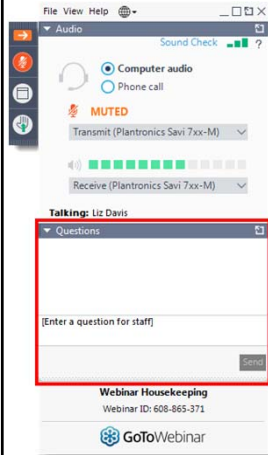 File View Help
Audio
Sound Check ?
Computer audio
Phone call
MUTED
Transmit (Plantronics Savi 7xx-M)
Receive (Plantronics Savi 7xx-M)
Talking: Liz Davis
Questions
[Enter a question for staff]
Send
Webinar Housekeeping
Webinar ID: 608-865-371
GoToWebinar